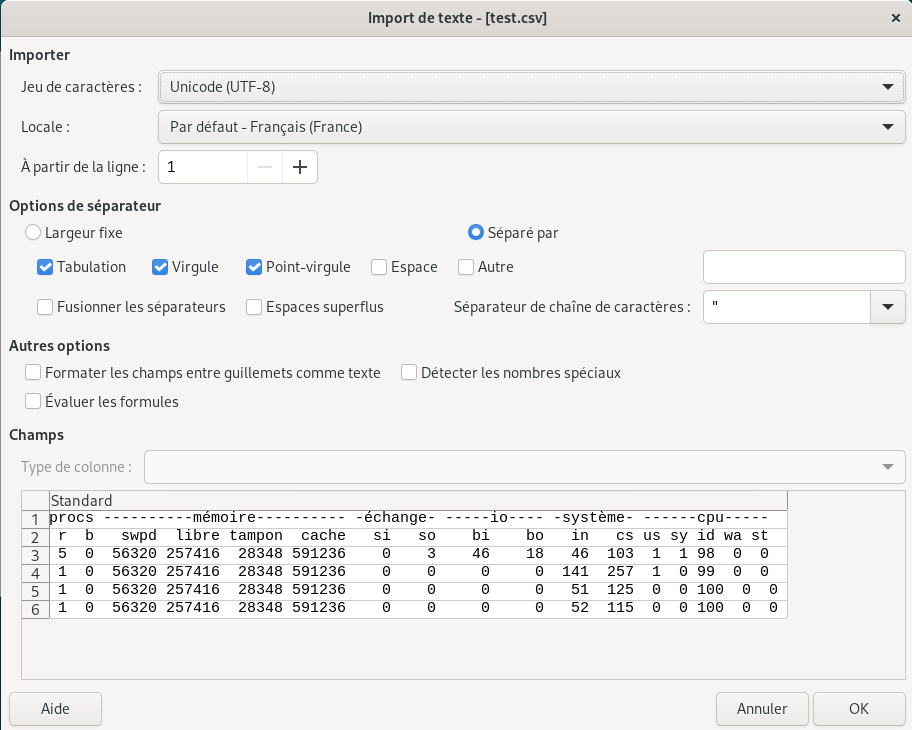 Import de texte - [test.csv]
Importer
Jeu de caractères : Unicode (UTF-8)
Locale : Par défaut - Français (France)
À partir de la ligne : 1
Options de séparateur
Largeur fixe Séparé par
Tabulation Virgule Point-virgule Espace Autre
Fusionner les séparateurs Espaces superflus Séparateur de chaîne de caractères : "
Autres options
Formater les champs entre guillemets comme texte Détecter les nombres spéciaux
Évaluer les formules
Champs
Type de colonne :
Standard
1 procs ----------mémoire---------- -échange- -----io---- -système- ------cpu-----
2 r b swpd libre tampon cache si so bi bo in cs us sy id wa st
3 5 0 56320 257416 28348 591236 0 3 46 18 46 103 1 1 98 0 0
4 1 0 56320 257416 28348 591236 0 0 0 0 141 257 1 0 99 0 0
5 1 0 56320 257416 28348 591236 0 0 0 0 51 125 0 0 100 0 0
6 1 0 56320 257416 28348 591236 0 0 0 0 52 115 0 0 100 0 0
Aide Annuler OK